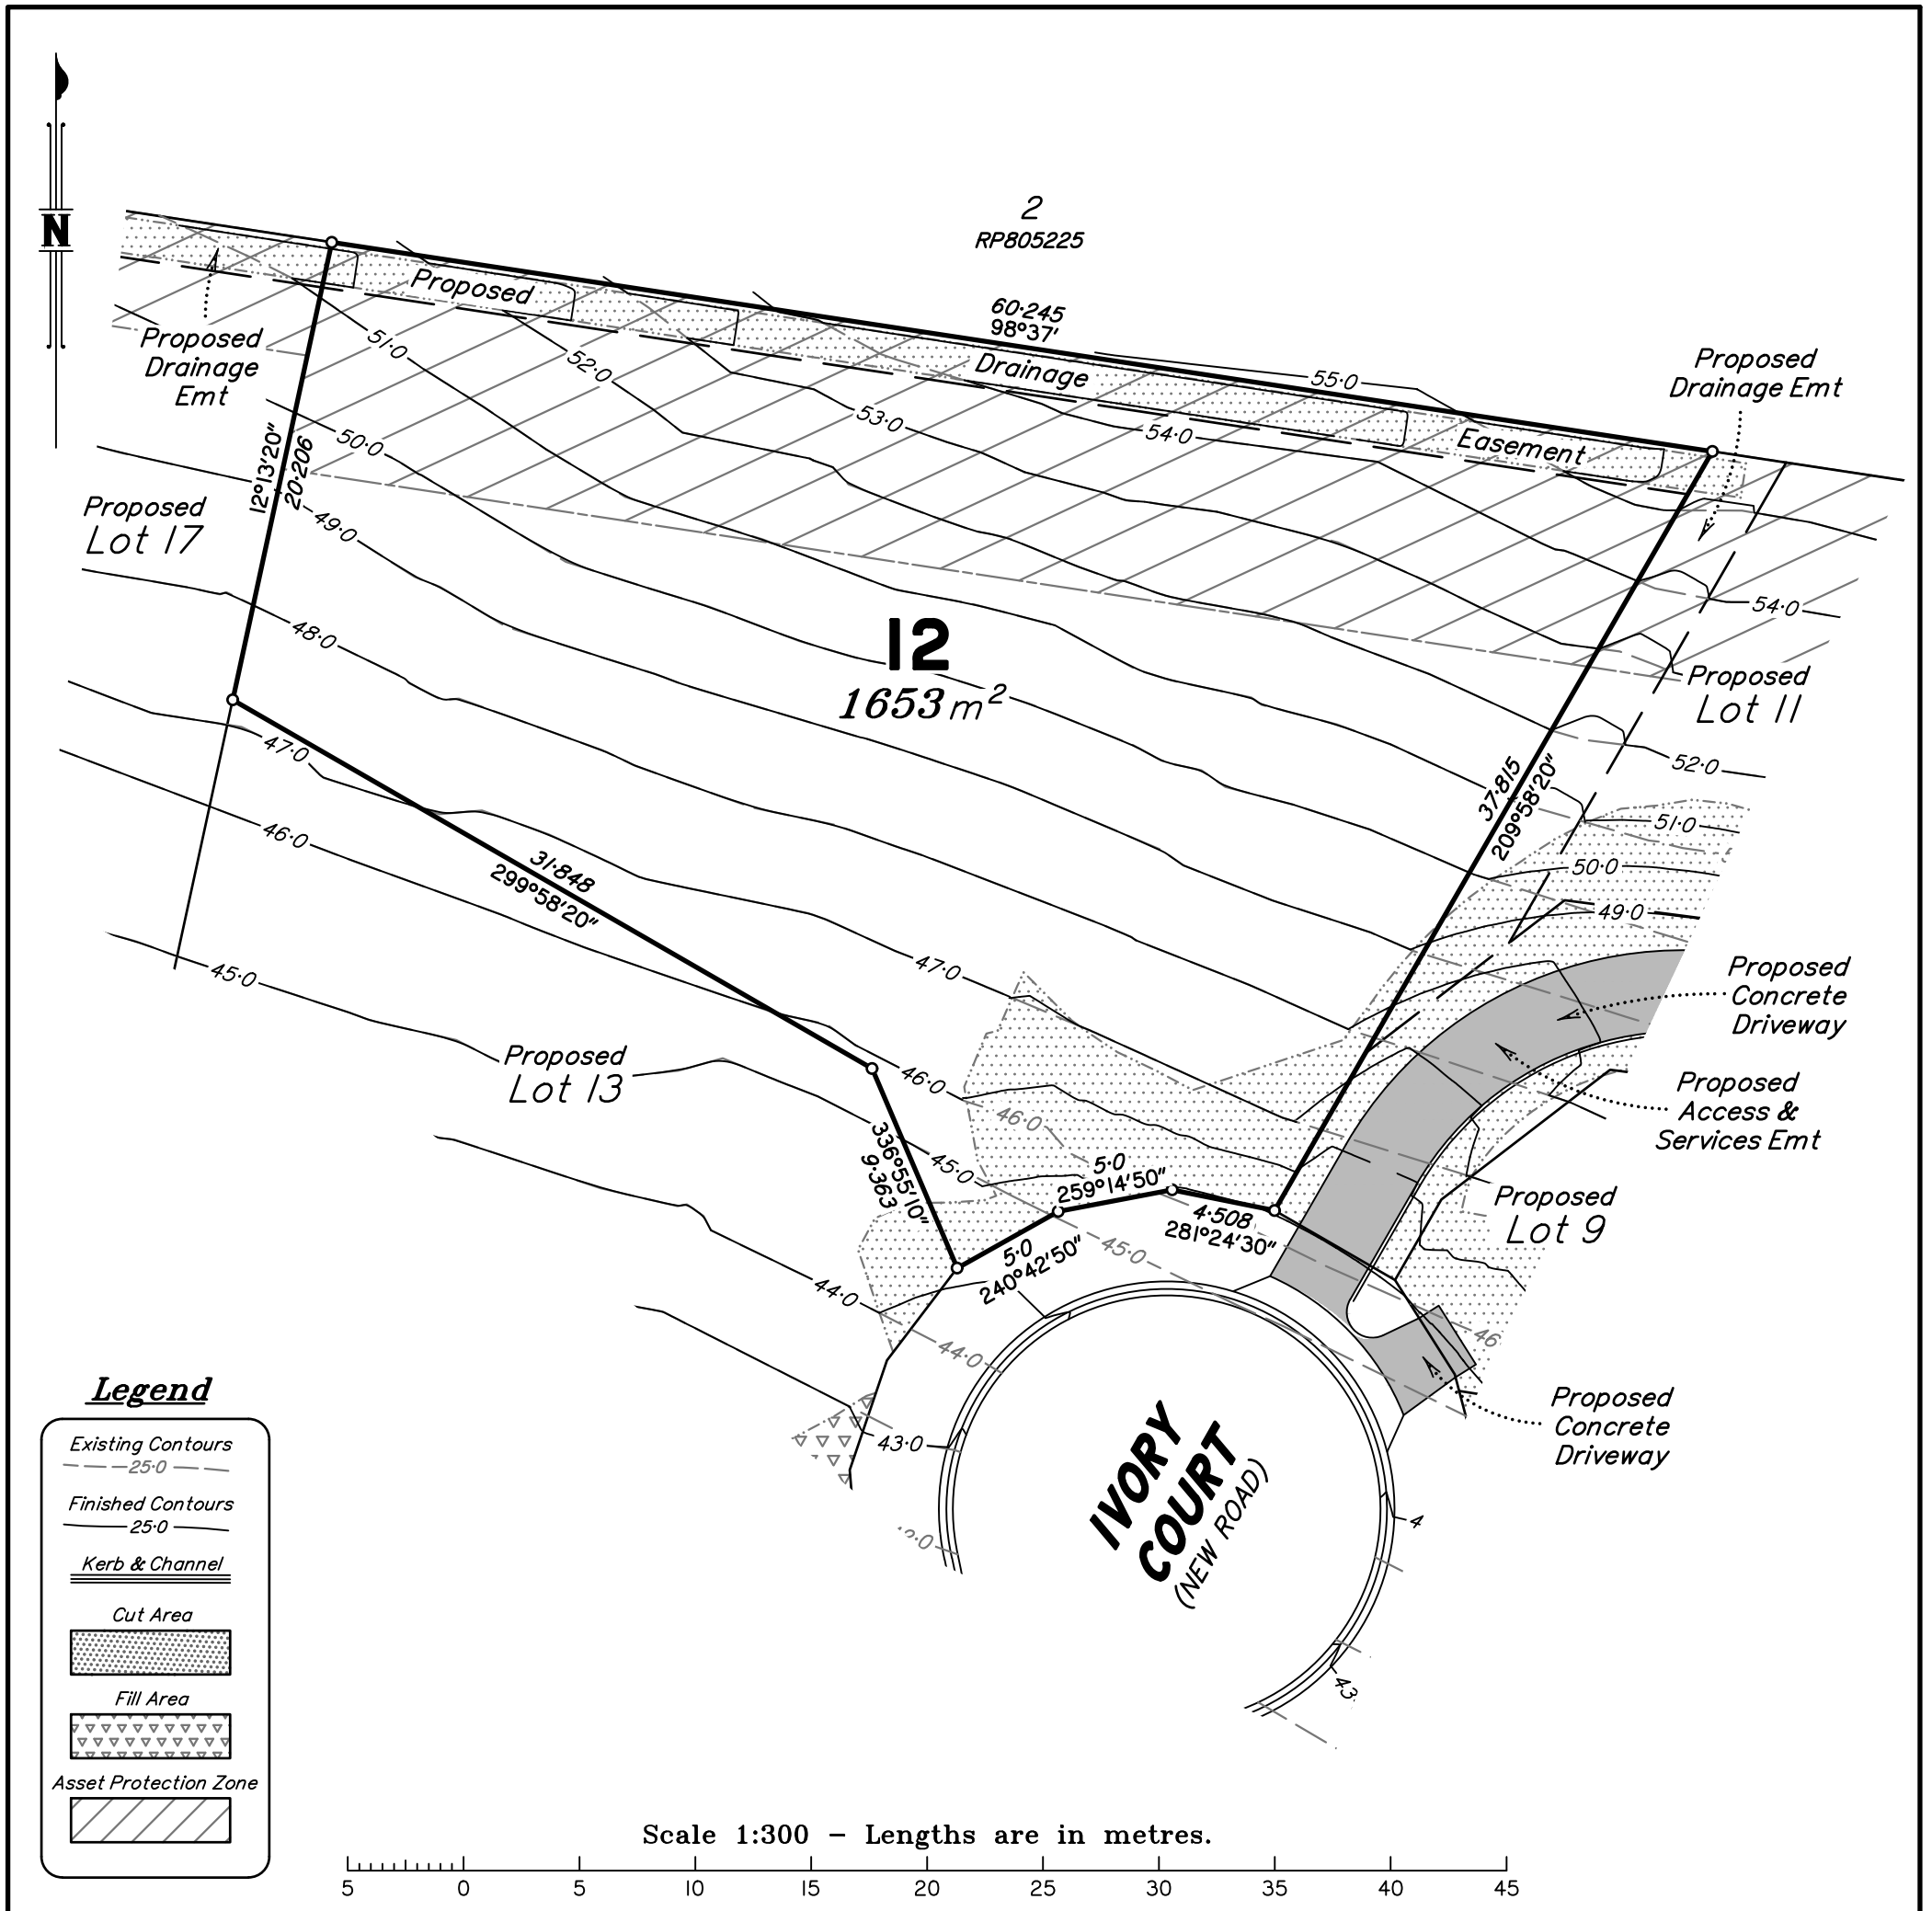 N
2
RP805225
60·245
98°37'
Proposed
Drainage
Easement
Proposed
Drainage
Emt
Proposed
Drainage Emt
51·0
52·0
53·0
54·0
55·0
50·0
49·0
48·0
47·0
46·0
45·0
12°13'20"
20·206
Proposed
Lot 17
12
1653 m²
54·0
Proposed
Lot 11
52·0
51·0
50·0
49·0
37·815
209°58'20"
31·848
299°58'20"
47·0
46·0
46·0
45·0
Proposed
Lot 13
336°55'10"
9·363
5·0
259°14'50"
4·508
281°24'30"
5·0
240°42'50"
45·0
44·0
44·0
43·0
Proposed
Concrete
Driveway
Proposed
Access &
Services Emt
Proposed
Lot 9
46
Proposed
Concrete
Driveway
IVORY
COURT
(NEW ROAD)
4
43
Legend
Existing Contours
25·0
Finished Contours
25·0
Kerb & Channel
Cut Area
Fill Area
Asset Protection Zone
Scale 1:300 – Lengths are in metres.
5 0 5 10 15 20 25 30 35 40 45